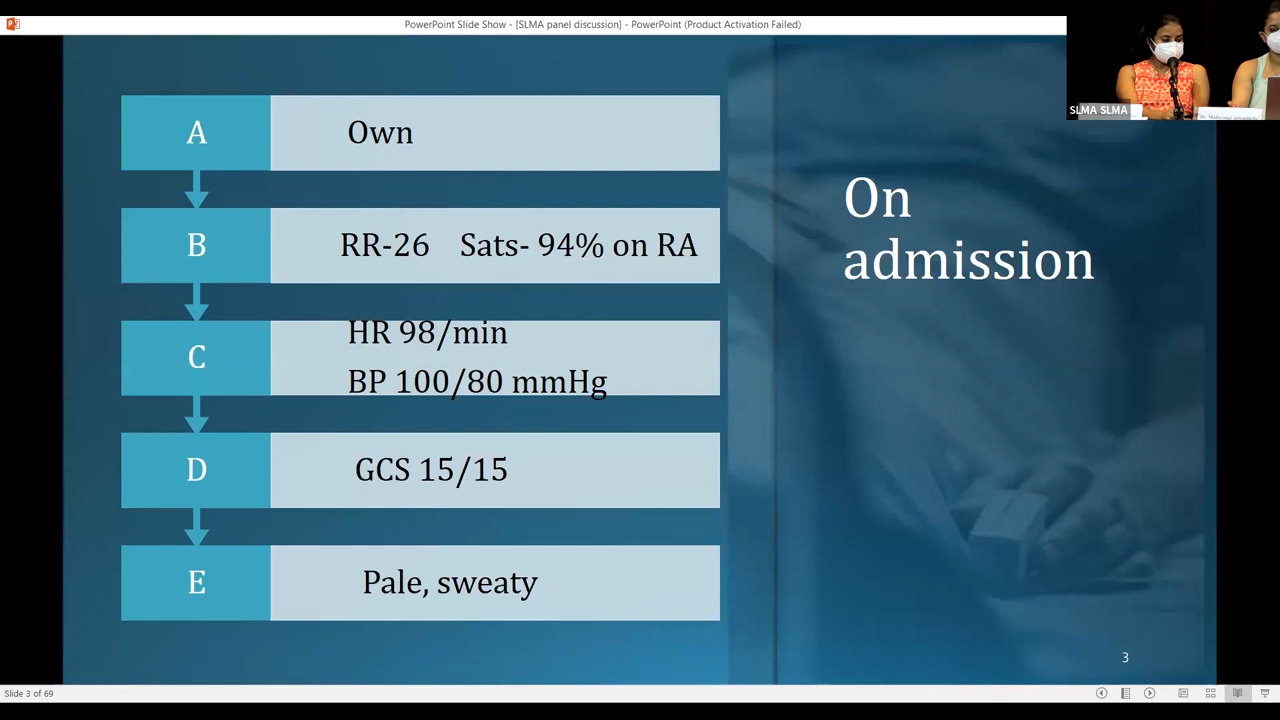 PowerPoint Slide Show - [SLMA panel discussion] - PowerPoint (Product Activation Failed)
SLMA SLMA
On
admission
A
Own
B
RR-26 Sats- 94% on RA
C
HR 98/min
BP 100/80 mmHg
D
GCS 15/15
E
Pale, sweaty
3
Slide 3 of 69